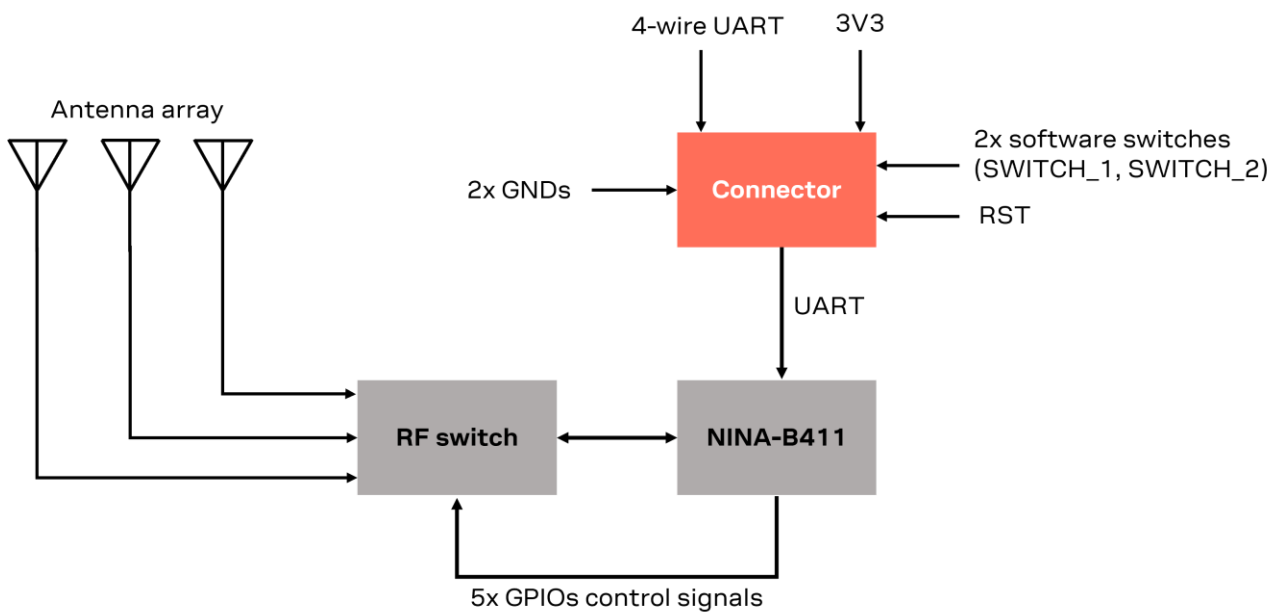 4-wire UART
3V3
Antenna array
2x software switches
(SWITCH_1, SWITCH_2)
2x GNDs
Connector
RST
UART
RF switch
NINA-B411
5x GPIOs control signals